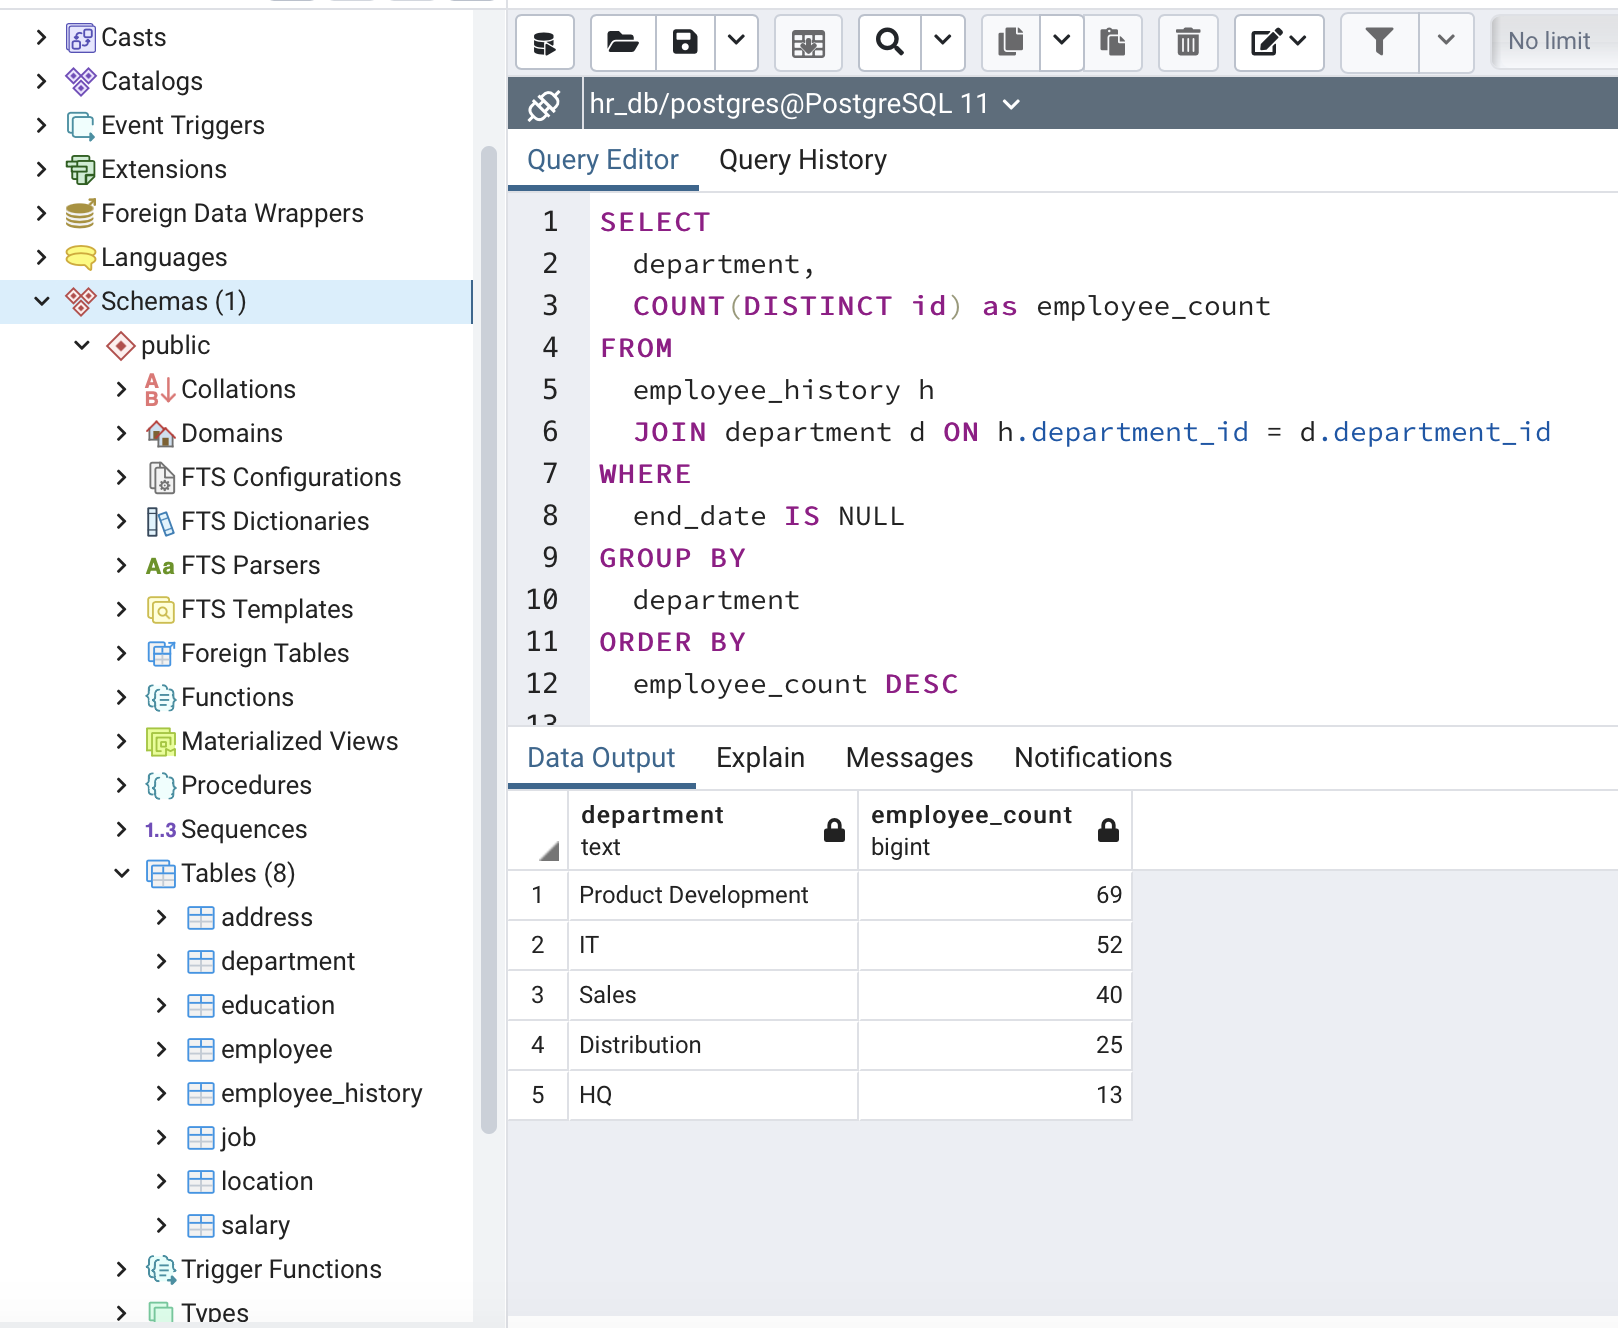 Casts
Catalogs
Event Triggers
Extensions
Foreign Data Wrappers
Languages
Schemas (1)
public
Collations
Domains
FTS Configurations
FTS Dictionaries
Aa FTS Parsers
FTS Templates
Foreign Tables
Functions
Materialized Views
Procedures
1..3 Sequences
Tables (8)
address
department
education
employee
employee_history
job
location
salary
Trigger Functions
Types
No limit
hr_db/postgres@PostgreSQL 11
Query Editor Query History
1 SELECT
2 department,
3 COUNT(DISTINCT id) as employee_count
4 FROM
5 employee_history h
6 JOIN department d ON h.department_id = d.department_id
7 WHERE
8 end_date IS NULL
9 GROUP BY
10 department
11 ORDER BY
12 employee_count DESC
13
Data Output Explain Messages Notifications
department employee_count
text bigint
1 Product Development 69
2 IT 52
3 Sales 40
4 Distribution 25
5 HQ 13